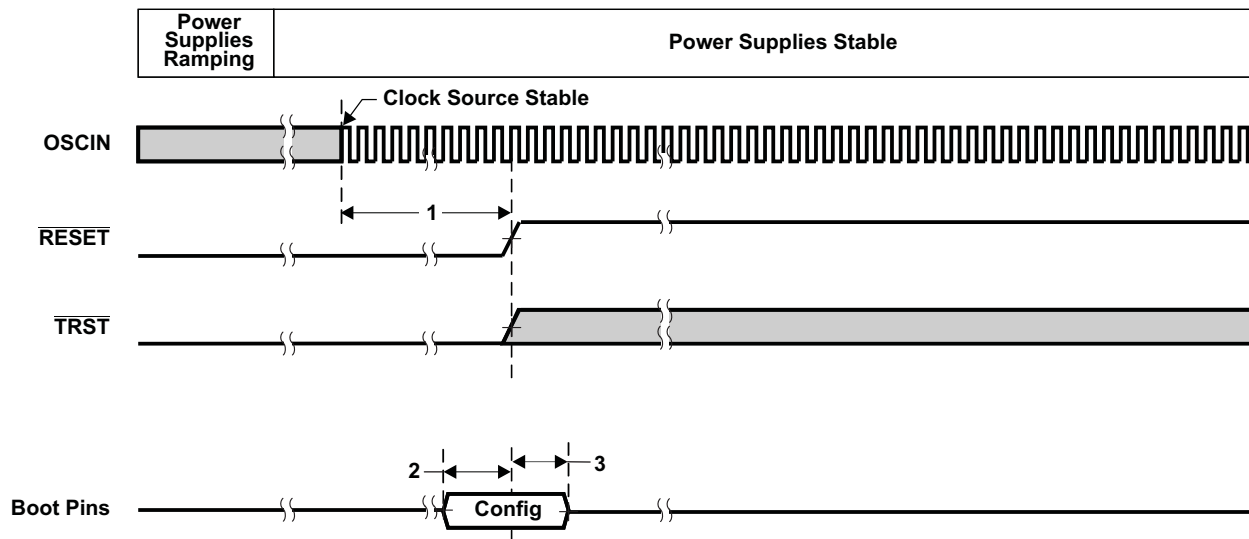 Power
Supplies
Ramping
Power Supplies Stable
Clock Source Stable
OSCIN
1
RESET
TRST
2
3
Boot Pins
Config